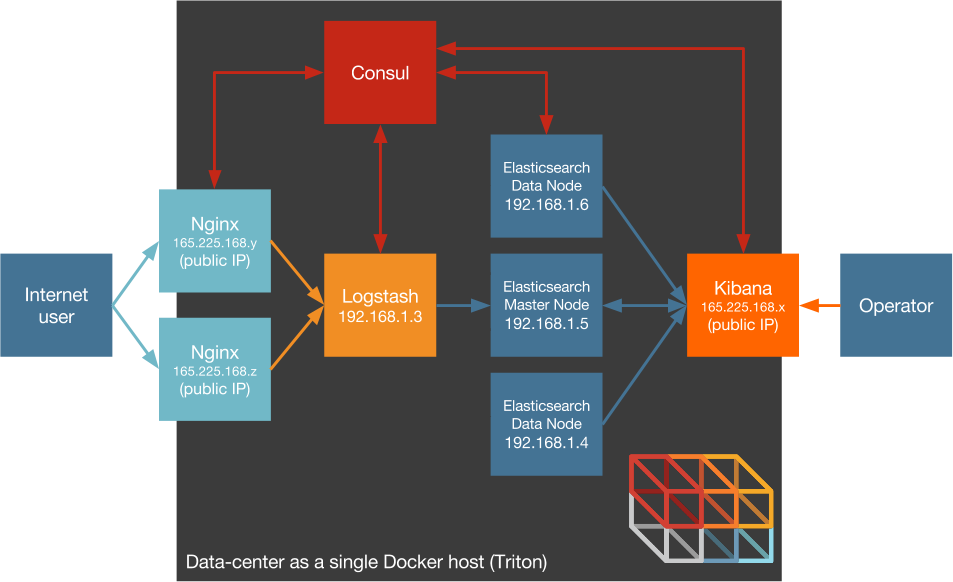 Consul
Elasticsearch
Data Node
192.168.1.6
Nginx
165.225.168.y
(public IP)
Internet
user
Logstash
192.168.1.3
Elasticsearch
Master Node
192.168.1.5
Kibana
165.225.168.x
(public IP)
Operator
Nginx
165.225.168.z
(public IP)
Elasticsearch
Data Node
192.168.1.4
Data-center as a single Docker host (Triton)